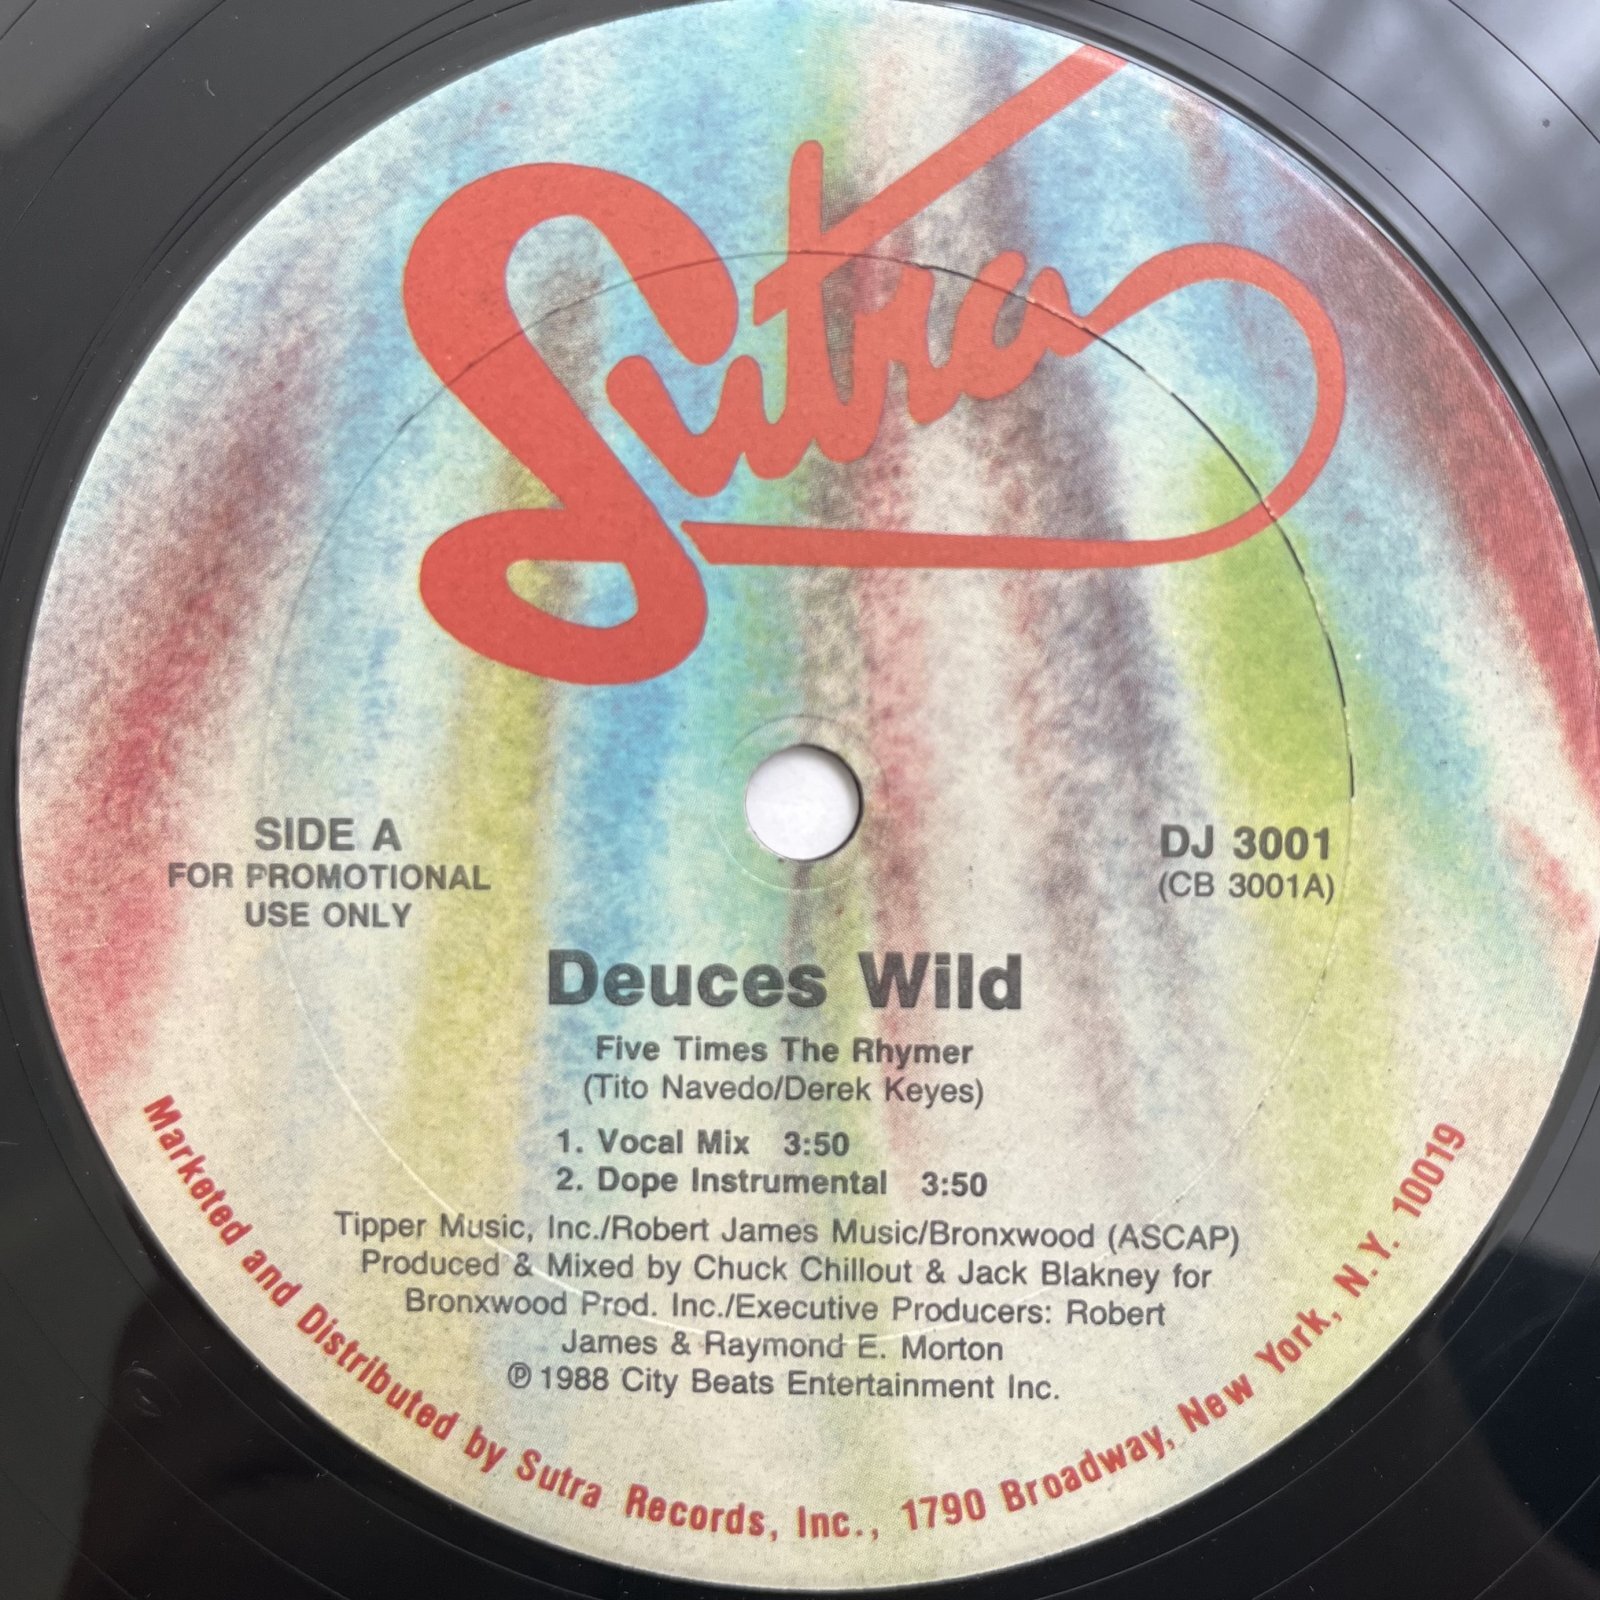 Sutra
SIDE A
FOR PROMOTIONAL
USE ONLY
DJ 3001
(CB 3001A)
Deuces Wild
Five Times The Rhymer
(Tito Navedo/Derek Keyes)
1. Vocal Mix 3:50
2. Dope Instrumental 3:50
Tipper Music, Inc./Robert James Music/Bronxwood (ASCAP)
Produced & Mixed by Chuck Chillout & Jack Blakney for
Bronxwood Prod. Inc./Executive Producers: Robert
James & Raymond E. Morton
℗ 1988 City Beats Entertainment Inc.
Marketed and Distributed by Sutra Records, Inc., 1790 Broadway, New York, N.Y. 10019